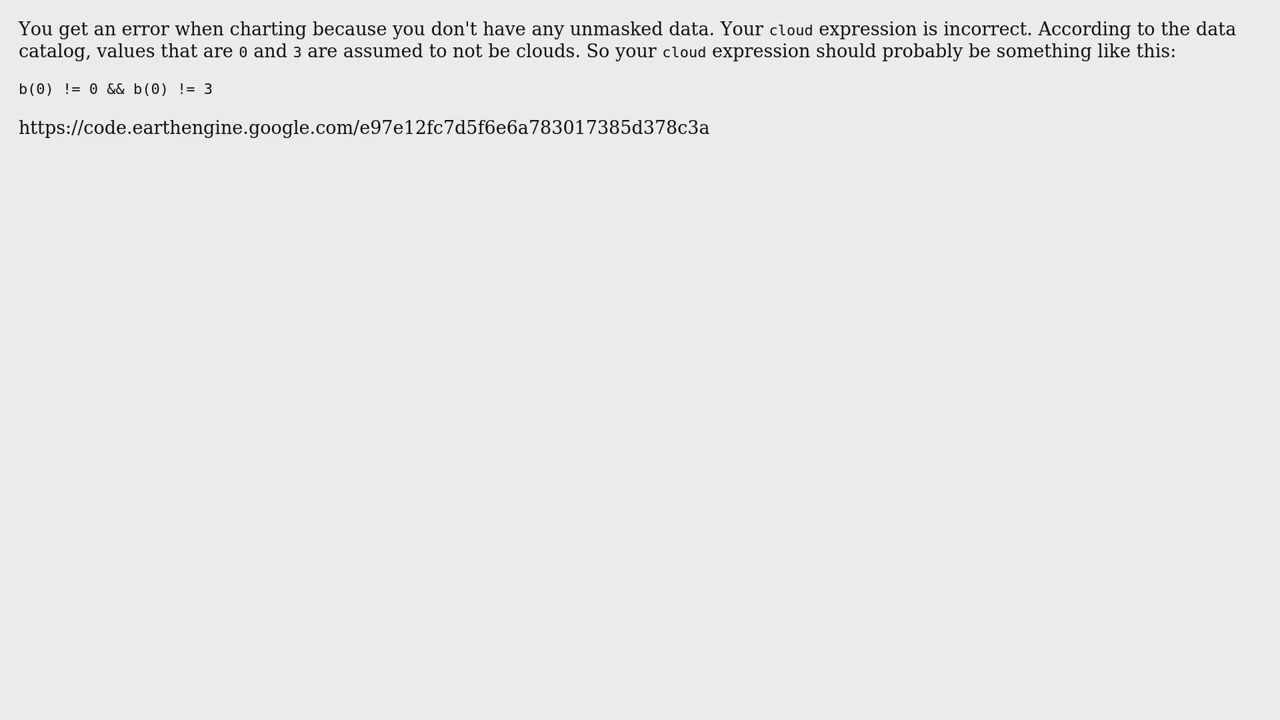 You get an error when charting because you don't have any unmasked data. Your cloud expression is incorrect. According to the data
catalog, values that are 0 and 3 are assumed to not be clouds. So your cloud expression should probably be something like this:
b(0) != 0 && b(0) != 3
https://code.earthengine.google.com/e97e12fc7d5f6e6a783017385d378c3a